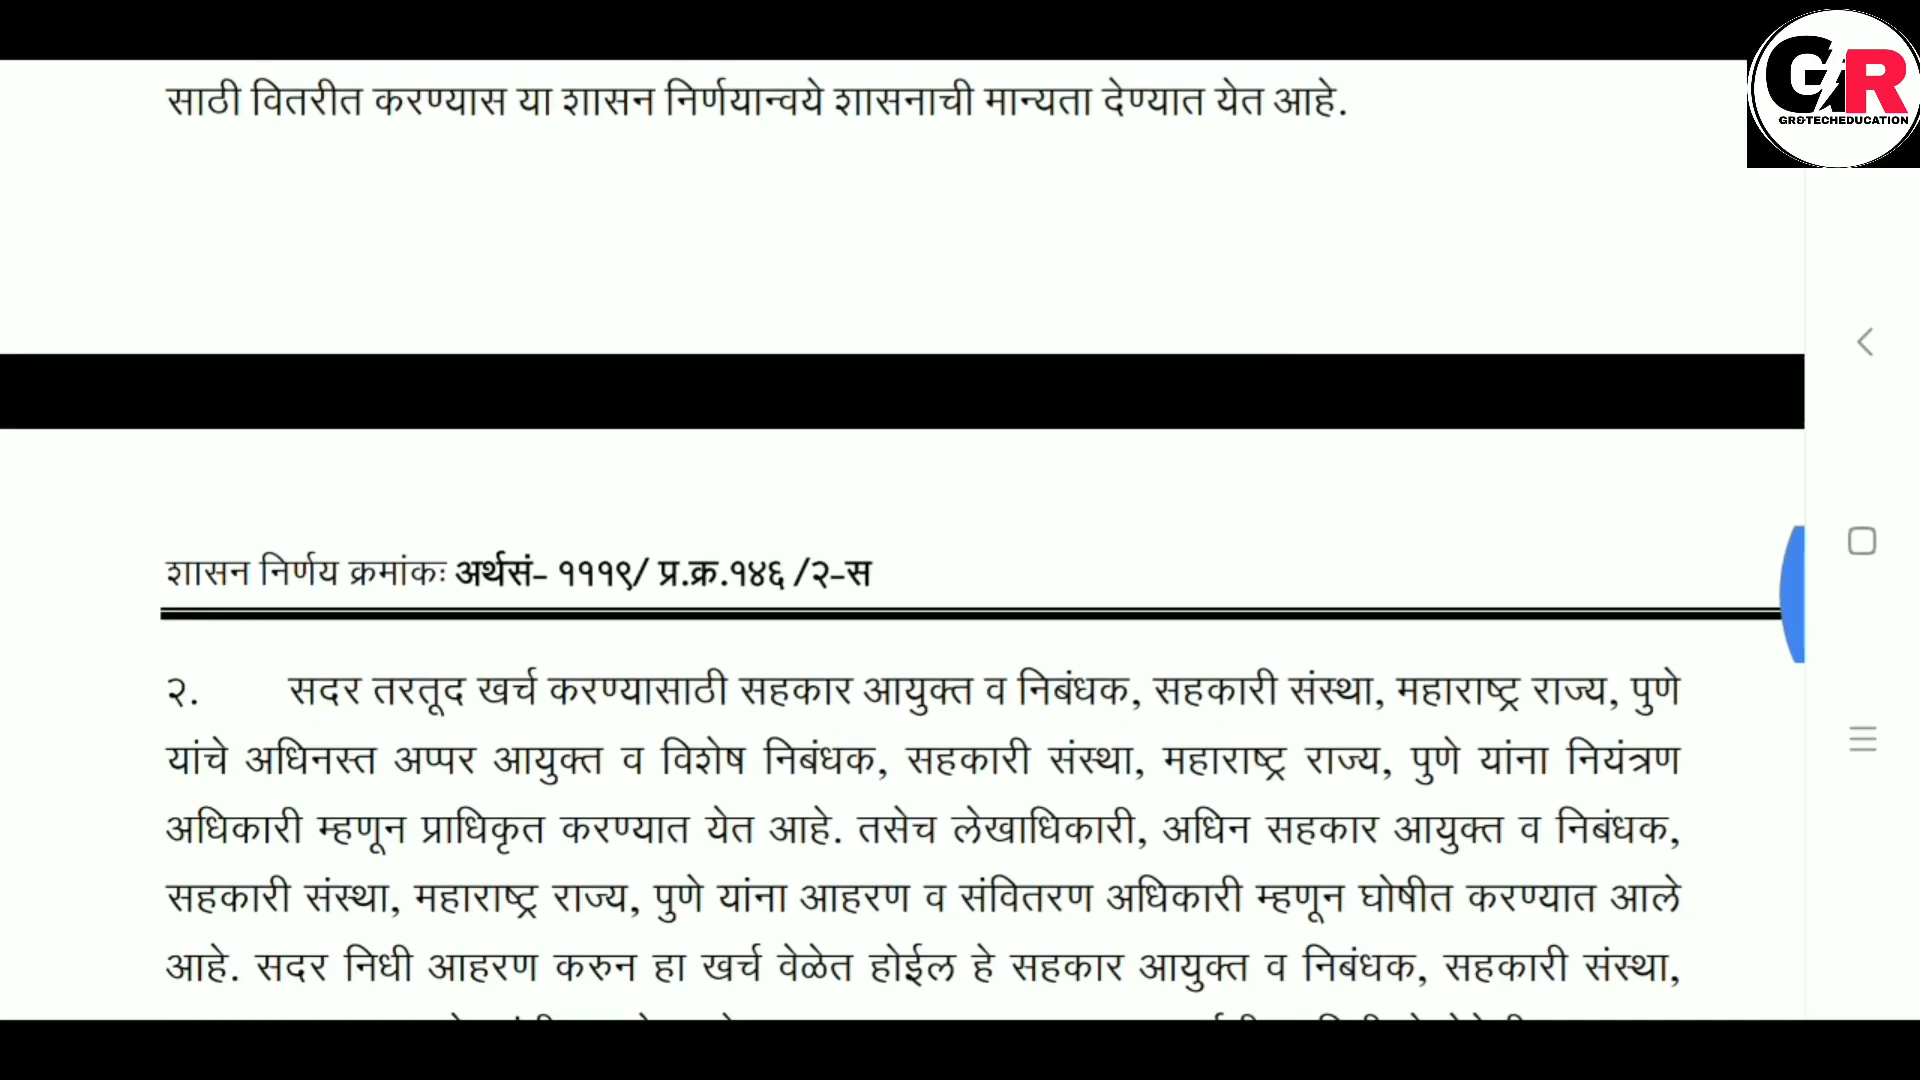 साठी वितरीत करण्यास या शासन निर्णयान्वये शासनाची मान्यता देण्यात येत आहे.
GR
GR&TECHEDUCATION
शासन निर्णय क्रमांकः अर्थसं- १११९/ प्र.क्र.१४६ /२-स
२. सदर तरतूद खर्च करण्यासाठी सहकार आयुक्त व निबंधक, सहकारी संस्था, महाराष्ट्र राज्य, पुणे
यांचे अधिनस्त अप्पर आयुक्त व विशेष निबंधक, सहकारी संस्था, महाराष्ट्र राज्य, पुणे यांना नियंत्रण
अधिकारी म्हणून प्राधिकृत करण्यात येत आहे. तसेच लेखाधिकारी, अधिन सहकार आयुक्त व निबंधक,
सहकारी संस्था, महाराष्ट्र राज्य, पुणे यांना आहरण व संवितरण अधिकारी म्हणून घोषीत करण्यात आले
आहे. सदर निधी आहरण करुन हा खर्च वेळेत होईल हे सहकार आयुक्त व निबंधक, सहकारी संस्था,